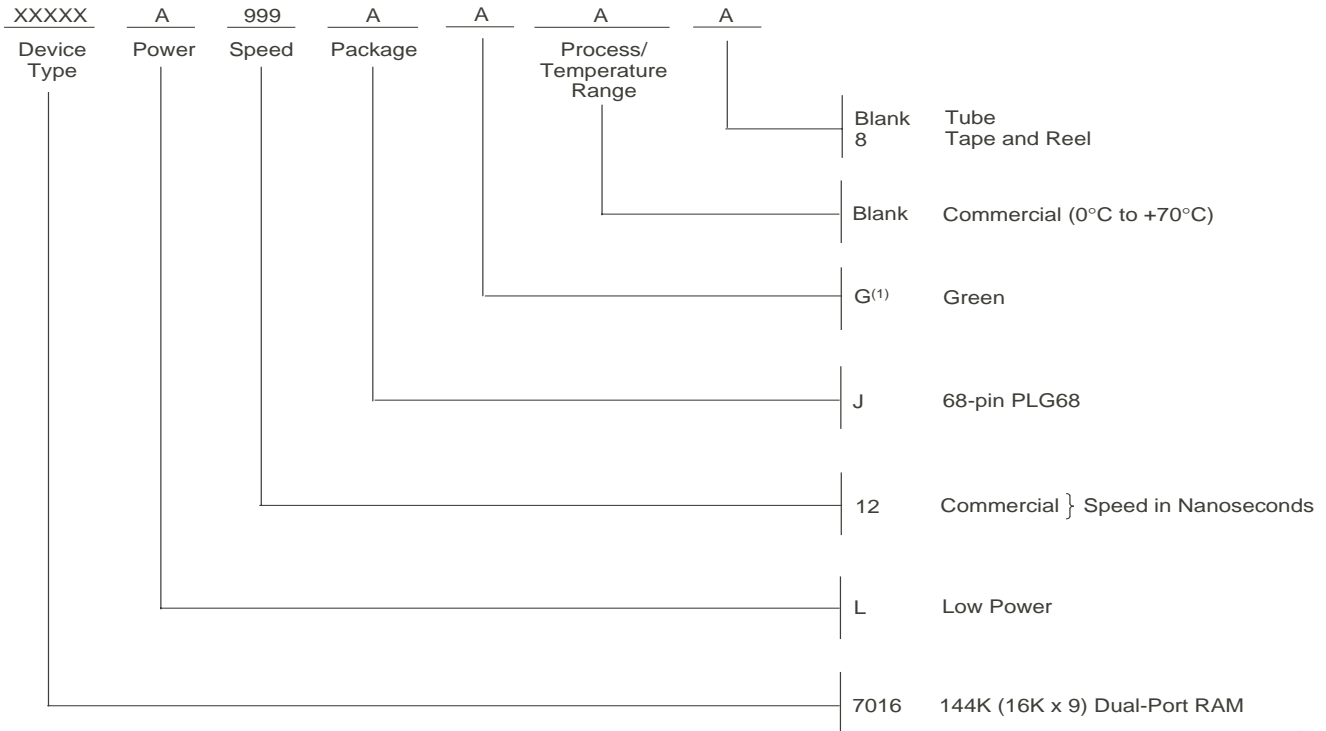 XXXXX A 999 A A A A
Device Type Power Speed Package Process/ Temperature Range
Blank Tube
8 Tape and Reel
Blank Commercial (0°C to +70°C)
G(1) Green
J 68-pin PLG68
12 Commercial } Speed in Nanoseconds
L Low Power
7016 144K (16K x 9) Dual-Port RAM